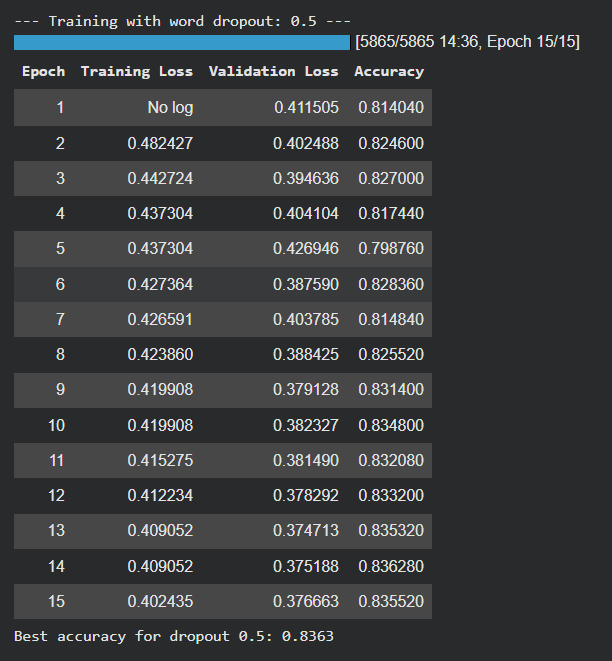 --- Training with word dropout: 0.5 ---
[5865/5865 14:36, Epoch 15/15]
Epoch Training Loss Validation Loss Accuracy
1 No log 0.411505 0.814040
2 0.482427 0.402488 0.824600
3 0.442724 0.394636 0.827000
4 0.437304 0.404104 0.817440
5 0.437304 0.426946 0.798760
6 0.427364 0.387590 0.828360
7 0.426591 0.403785 0.814840
8 0.423860 0.388425 0.825520
9 0.419908 0.379128 0.831400
10 0.419908 0.382327 0.834800
11 0.415275 0.381490 0.832080
12 0.412234 0.378292 0.833200
13 0.409052 0.374713 0.835320
14 0.409052 0.375188 0.836280
15 0.402435 0.376663 0.835520
Best accuracy for dropout 0.5: 0.8363